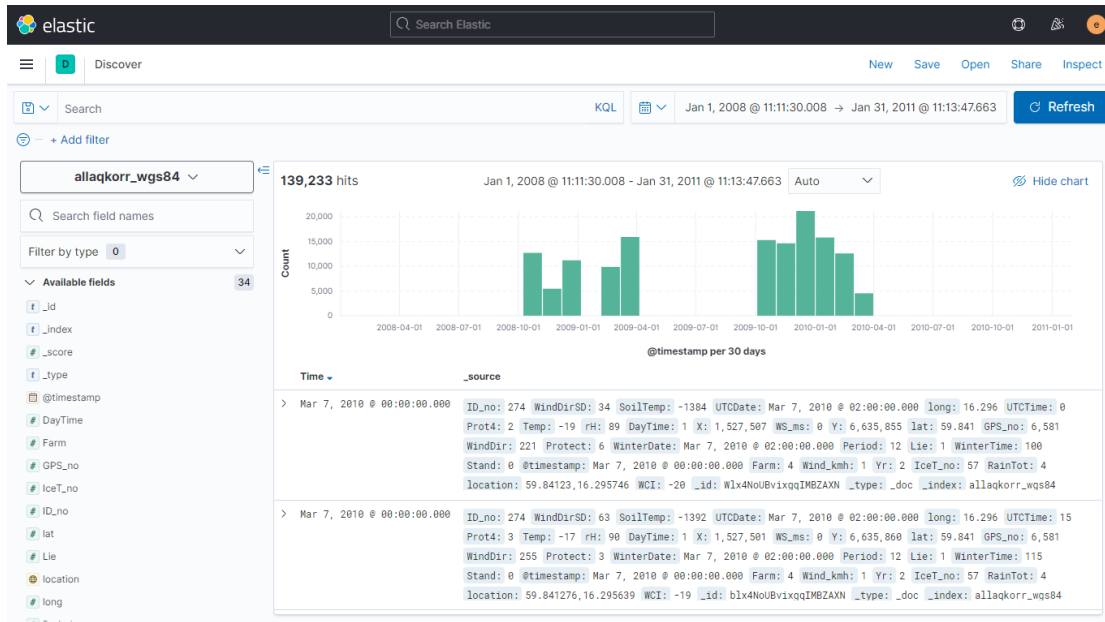 elastic
Search Elastic
e
D Discover
New Save Open Share Inspect
Search
KQL
Jan 1, 2008 @ 11:11:30.008 → Jan 31, 2011 @ 11:13:47.663
Refresh
+ Add filter
allaqkorr_wgs84
139,233 hits
Jan 1, 2008 @ 11:11:30.008 - Jan 31, 2011 @ 11:13:47.663
Auto
Hide chart
Search field names
Filter by type 0
Available fields 34
t _id
t _index
# _score
t _type
@timestamp
# DayTime
# Farm
# GPS_no
# IceT_no
# ID_no
# lat
# Lie
location
# long
Count
20,000
15,000
10,000
5,000
0
2008-04-01 2008-07-01 2008-10-01 2009-01-01 2009-04-01 2009-07-01 2009-10-01 2010-01-01 2010-04-01 2010-07-01 2010-10-01 2011-01-01
@timestamp per 30 days
Time _source
Mar 7, 2010 @ 00:00:00.000
ID_no: 274 WindDirSD: 34 SoilTemp: -1384 UTCDate: Mar 7, 2010 @ 02:00:00.000 long: 16.296 UTCTime: 0
Prot4: 2 Temp: -19 rH: 89 DayTime: 1 X: 1,527,507 WS_ms: 0 Y: 6,635,855 lat: 59.841 GPS_no: 6,581
WindDir: 221 Protect: 6 WinterDate: Mar 7, 2010 @ 02:00:00.000 Period: 12 Lie: 1 WinterTime: 100
Stand: 0 @timestamp: Mar 7, 2010 @ 00:00:00.000 Farm: 4 Wind_kmh: 1 Yr: 2 IceT_no: 57 RainTot: 4
location: 59.84123,16.295746 WCI: -20 _id: Wlx4NoUBvixgqIMBZAXN _type: _doc _index: allaqkorr_wgs84
Mar 7, 2010 @ 00:00:00.000
ID_no: 274 WindDirSD: 63 SoilTemp: -1392 UTCDate: Mar 7, 2010 @ 02:00:00.000 long: 16.296 UTCTime: 15
Prot4: 3 Temp: -17 rH: 90 DayTime: 1 X: 1,527,501 WS_ms: 0 Y: 6,635,860 lat: 59.841 GPS_no: 6,581
WindDir: 255 Protect: 3 WinterDate: Mar 7, 2010 @ 02:00:00.000 Period: 12 Lie: 1 WinterTime: 115
Stand: 0 @timestamp: Mar 7, 2010 @ 00:00:00.000 Farm: 4 Wind_kmh: 1 Yr: 2 IceT_no: 57 RainTot: 4
location: 59.841276,16.295639 WCI: -19 _id: blx4NoUBvixgqIMBZAXN _type: _doc _index: allaqkorr_wgs84